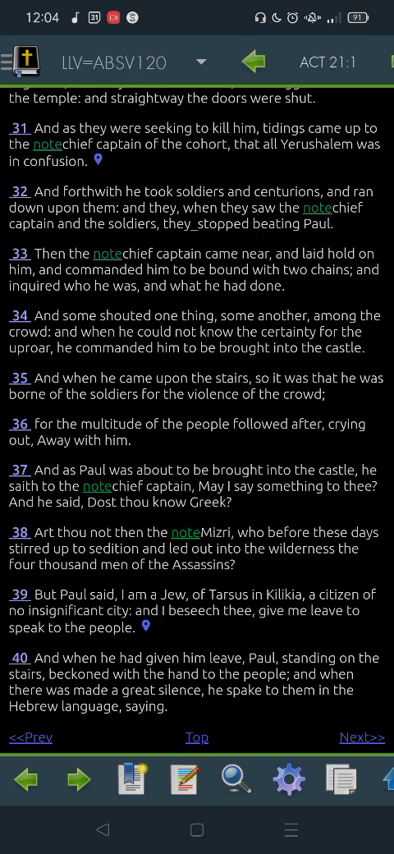 12:04
31
91
LLV=ABSV120
ACT 21:1
the temple: and straightway the doors were shut.
31 And as they were seeking to kill him, tidings came up to
the notechief captain of the cohort, that all Yerushalem was
in confusion.
32 And forthwith he took soldiers and centurions, and ran
down upon them: and they, when they saw the notechief
captain and the soldiers, they_stopped beating Paul.
33 Then the notechief captain came near, and laid hold on
him, and commanded him to be bound with two chains; and
inquired who he was, and what he had done.
34 And some shouted one thing, some another, among the
crowd: and when he could not know the certainty for the
uproar, he commanded him to be brought into the castle.
35 And when he came upon the stairs, so it was that he was
borne of the soldiers for the violence of the crowd;
36 for the multitude of the people followed after, crying
out, Away with him.
37 And as Paul was about to be brought into the castle, he
saith to the notechief captain, May I say something to thee?
And he said, Dost thou know Greek?
38 Art thou not then the noteMizri, who before these days
stirred up to sedition and led out into the wilderness the
four thousand men of the Assassins?
39 But Paul said, I am a Jew, of Tarsus in Kilikia, a citizen of
no insignificant city: and I beseech thee, give me leave to
speak to the people.
40 And when he had given him leave, Paul, standing on the
stairs, beckoned with the hand to the people; and when
there was made a great silence, he spake to them in the
Hebrew language, saying.
<<Prev Top Next>>